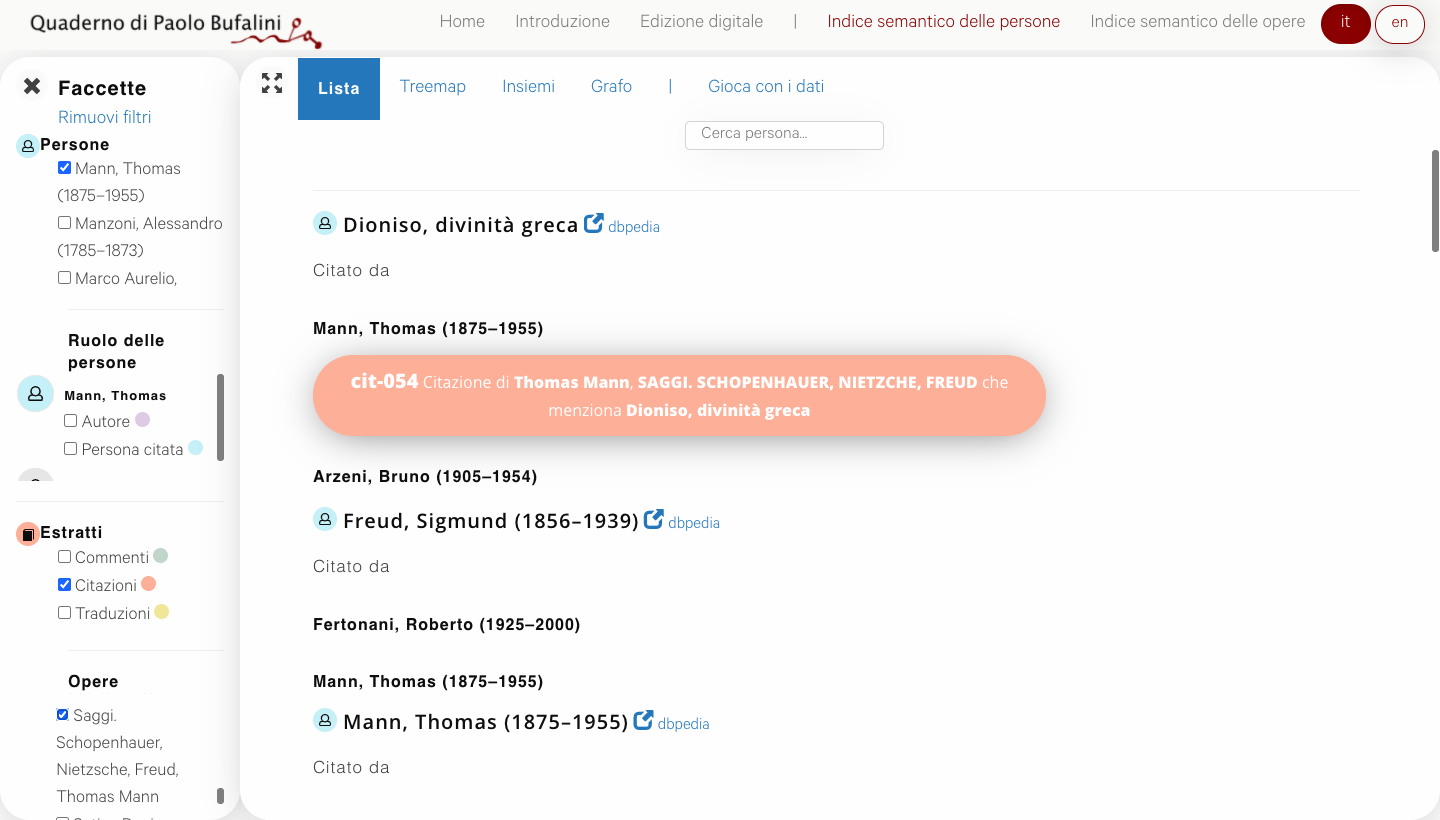 Quaderno di Paolo Bufalini
Home Introduzione Edizione digitale | Indice semantico delle persone Indice semantico delle opere it en
Faccette
Rimuovi filtri
Persone
Mann, Thomas
(1875–1955)
Manzoni, Alessandro
(1785–1873)
Marco Aurelio,
Ruolo delle
persone
Mann, Thomas
Autore
Persona citata
Estratti
Commenti
Citazioni
Traduzioni
Opere
Saggi.
Schopenhauer,
Nietzsche, Freud,
Thomas Mann
Lista Treemap Insiemi Grafo | Gioca con i dati
Cerca persona...
Dioniso, divinità greca dbpedia
Citato da
Mann, Thomas (1875–1955)
cit-054 Citazione di Thomas Mann, SAGGI. SCHOPENHAUER, NIETZCHE, FREUD che
menziona Dioniso, divinità greca
Arzeni, Bruno (1905–1954)
Freud, Sigmund (1856–1939) dbpedia
Citato da
Fertonani, Roberto (1925–2000)
Mann, Thomas (1875–1955)
Mann, Thomas (1875–1955) dbpedia
Citato da